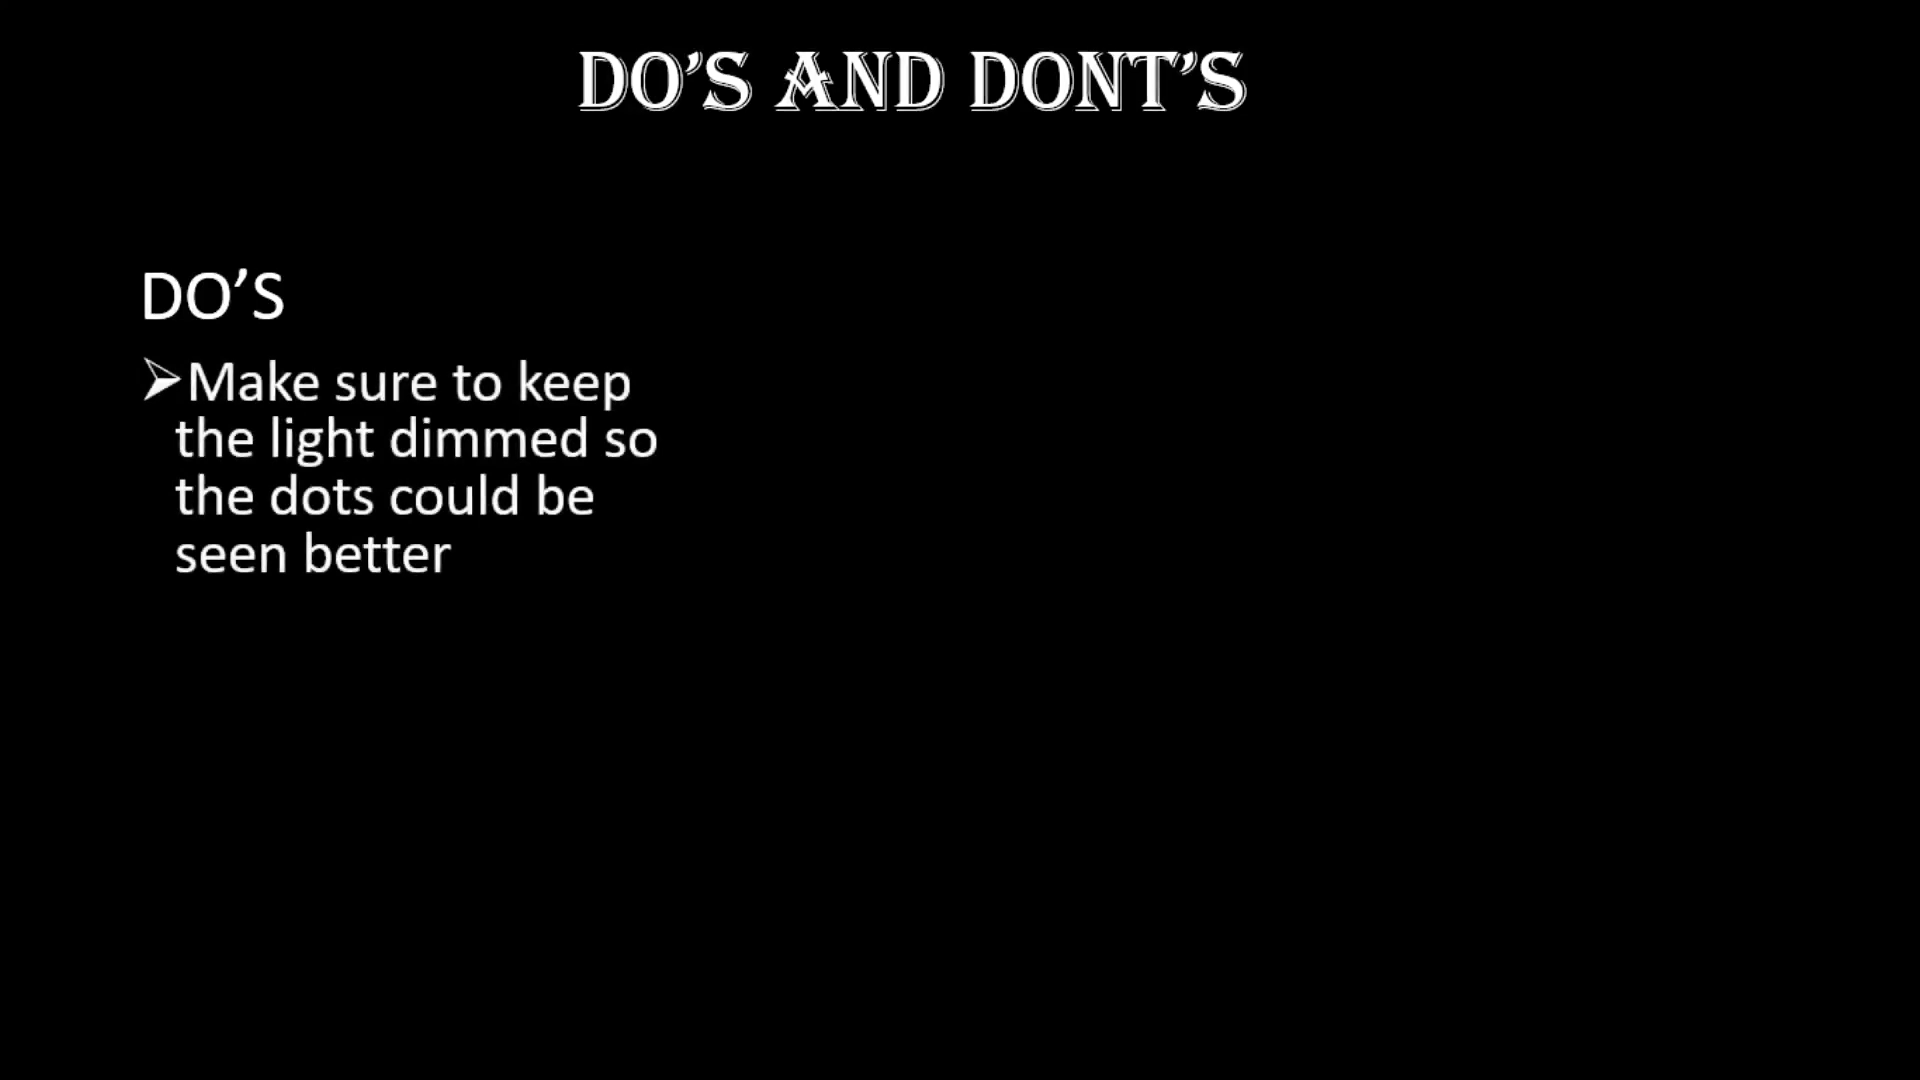 DO’S AND DONT’S
DO’S
➢Make sure to keep
the light dimmed so
the dots could be
seen better